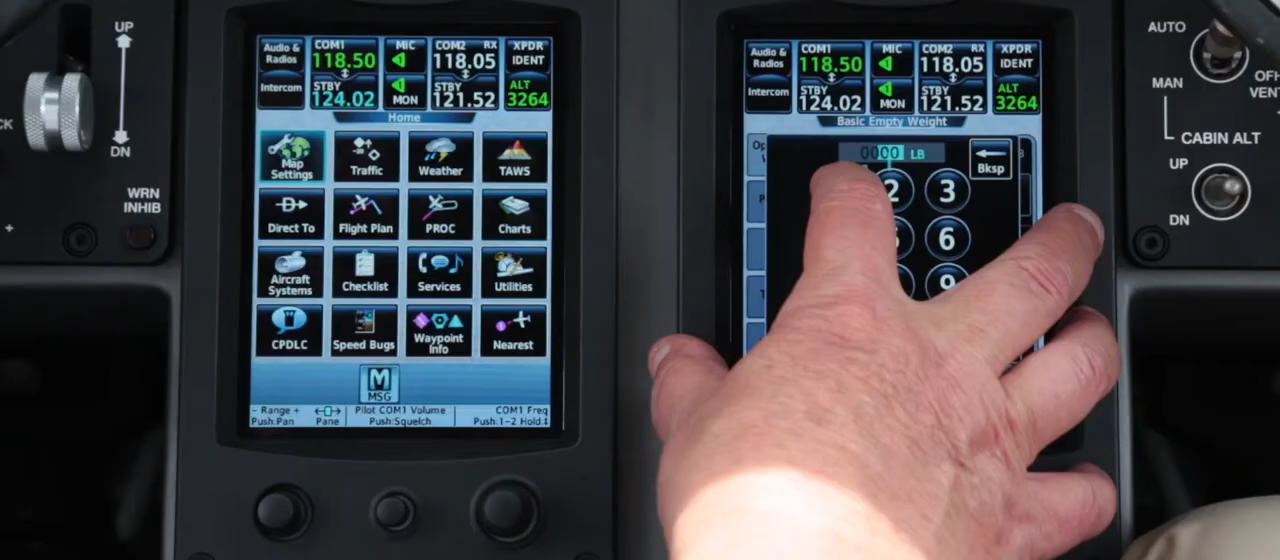 UP
DN
WRN
INHIB
Audio &
Radios
Intercom
COM1
118.50
STBY
124.02
MIC
MON
COM2 RX
118.05
STBY
121.52
XPDR
IDENT
ALT
3264
Home
Map
Settings
Traffic
Weather
TAWS
Direct To
Flight Plan
PROC
Charts
Aircraft
Systems
Checklist
Services
Utilities
CPDLC
Speed Bugs
Waypoint
Info
Nearest
M
MSG
- Range +
Push:Pan
Pane
Pilot COM1 Volume
Push:Squelch
COM1 Freq
Push:1-2 Hold:↕
Audio &
Radios
Intercom
COM1
118.50
STBY
124.02
MIC
MON
COM2 RX
118.05
STBY
121.52
XPDR
IDENT
ALT
3264
Basic Empty Weight
0000 LB
Bksp
2 3
6
9
AUTO
MAN
CABIN ALT
UP
DN